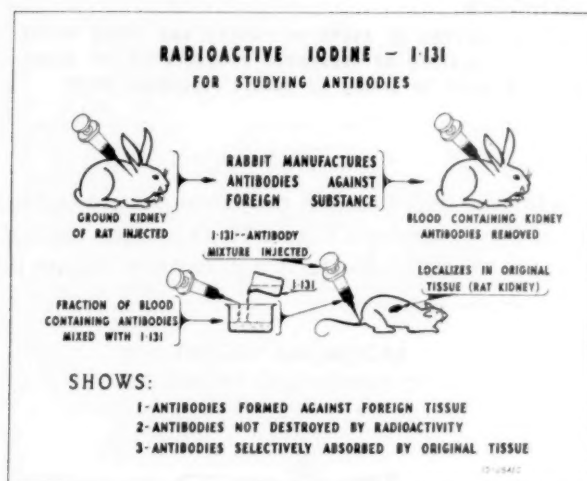 RADIOACTIVE IODINE – I-131
FOR STUDYING ANTIBODIES
GROUND KIDNEY
OF RAT INJECTED
RABBIT MANUFACTURES
ANTIBODIES AGAINST
FOREIGN SUBSTANCE
BLOOD CONTAINING KIDNEY
ANTIBODIES REMOVED
I-131--ANTIBODY
MIXTURE INJECTED
I-131
LOCALIZES IN ORIGINAL
TISSUE (RAT KIDNEY)
FRACTION OF BLOOD
CONTAINING ANTIBODIES
MIXED WITH I-131
SHOWS:
1-ANTIBODIES FORMED AGAINST FOREIGN TISSUE
2-ANTIBODIES NOT DESTROYED BY RADIOACTIVITY
3-ANTIBODIES SELECTIVELY ABSORBED BY ORIGINAL TISSUE